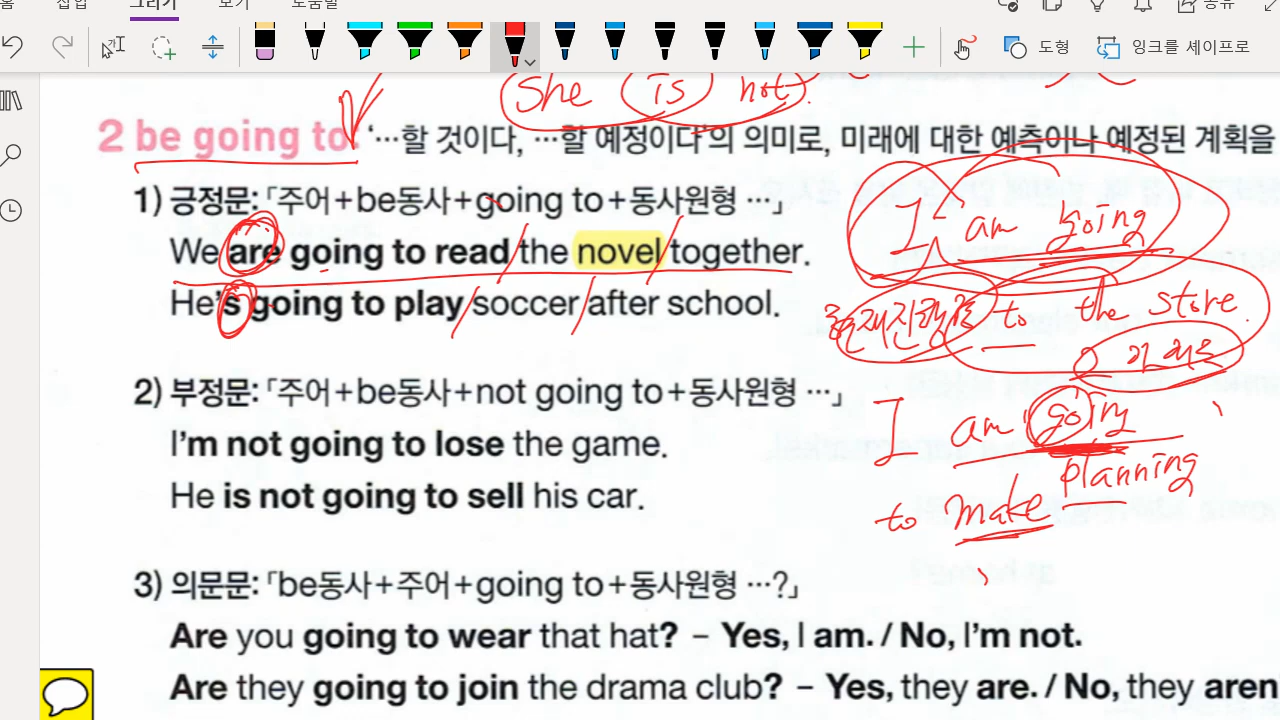 홈 삽입 그리기 보기 도움말
공유
도형 잉크를 셰이프로
She is not.
2 be going to: '…할 것이다, …할 예정이다'의 의미로, 미래에 대한 예측이나 예정된 계획을
1) 긍정문: 「주어+be동사+going to+동사원형 …」
I am going
We are going to read the novel together.
He's going to play soccer after school.
현재진행 to the store.
2) 부정문: 「주어+be동사+not going to+동사원형 …」
I am going
I'm not going to lose the game.
planning
He is not going to sell his car.
to make
3) 의문문: 「be동사+주어+going to+동사원형 …?」
Are you going to wear that hat? – Yes, I am. / No, I'm not.
Are they going to join the drama club? – Yes, they are. / No, they aren